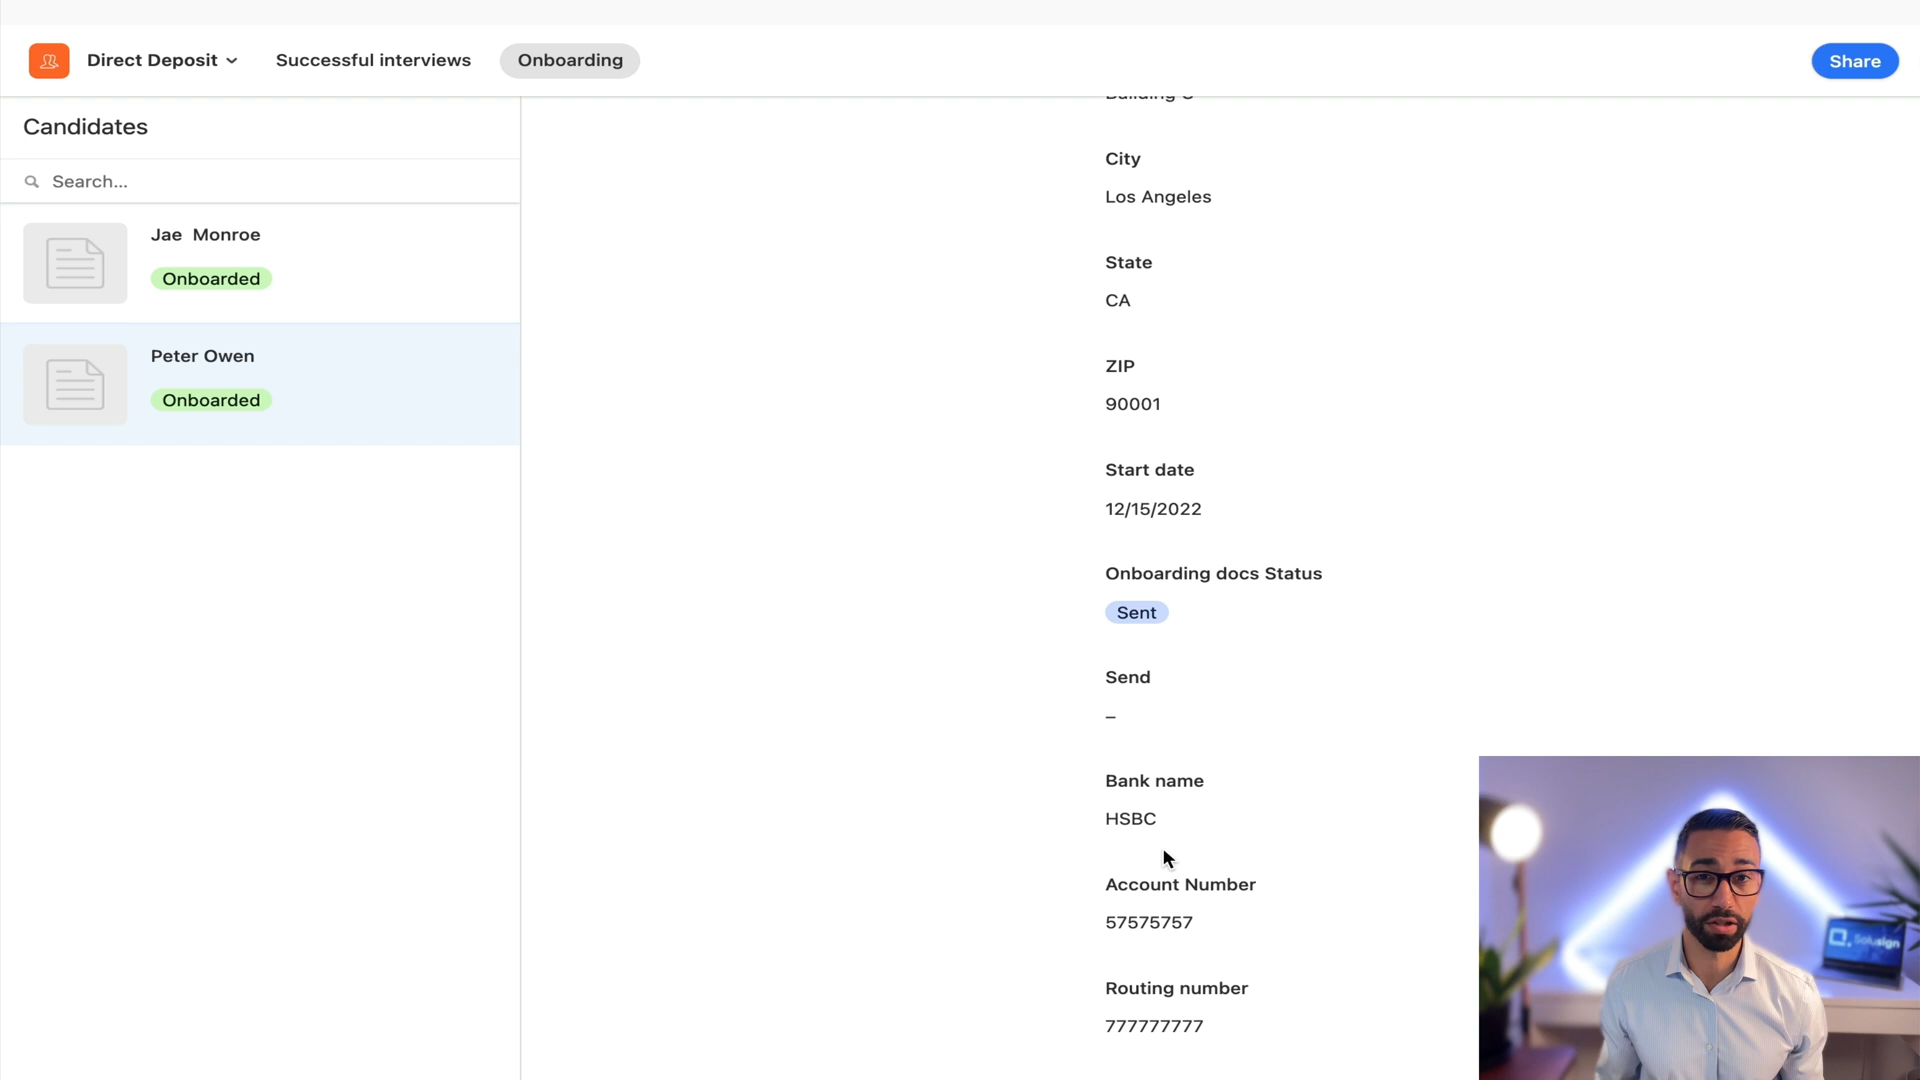 Direct Deposit
Successful interviews
Onboarding
Share
Candidates
Search...
Jae Monroe
Onboarded
Peter Owen
Onboarded
City
Los Angeles
State
CA
ZIP
90001
Start date
12/15/2022
Onboarding docs Status
Sent
Send
–
Bank name
HSBC
Account Number
57575757
Routing number
777777777
Solusign